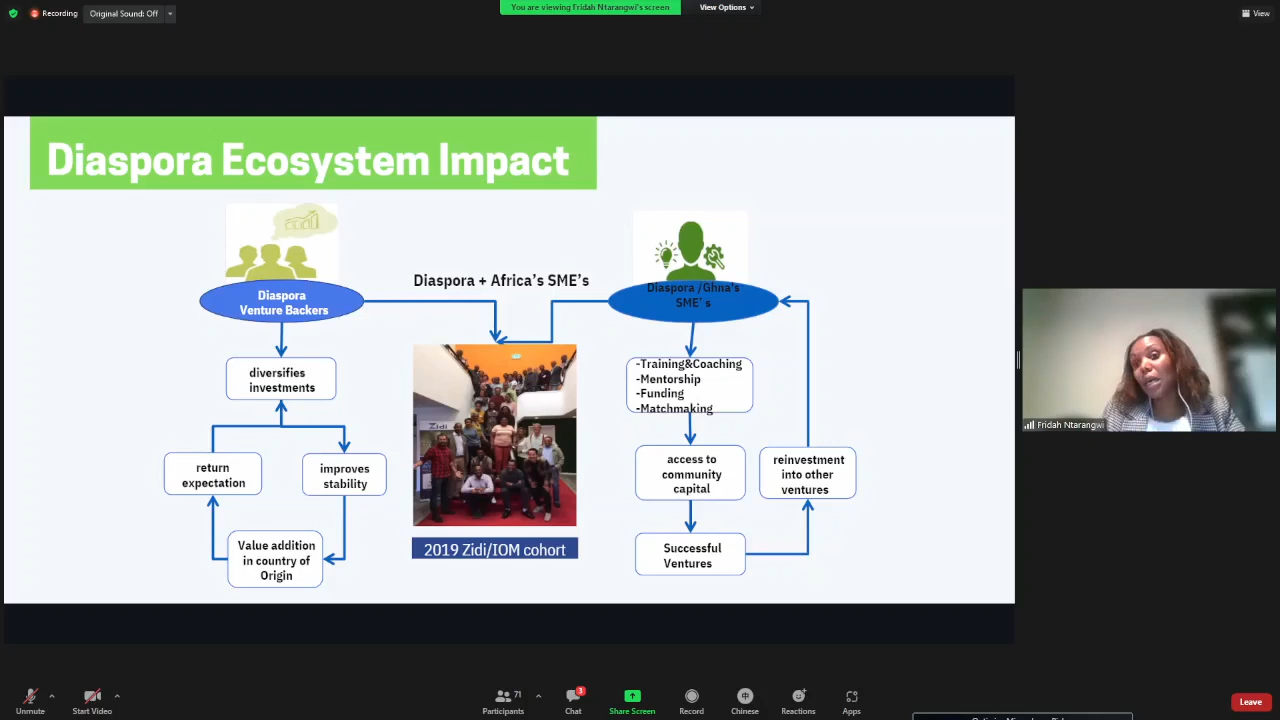 Recording
Original Sound: Off
You are viewing Fridah Ntarangwi's screen
View Options
View
Diaspora Ecosystem Impact
Diaspora
Venture Backers
Diaspora + Africa's SME's
Diaspora /Ghna's
SME' s
diversifies
investments
return
expectation
improves
stability
Value addition
in country of
Origin
Zidi
2019 Zidi/IOM cohort
-Training&Coaching
-Mentorship
-Funding
-Matchmaking
access to
community
capital
Successful
Ventures
reinvestment
into other
ventures
Fridah Ntarangwi
Unmute
Start Video
71
Participants
3
Chat
Share Screen
Record
中
Chinese
Reactions
Apps
Leave